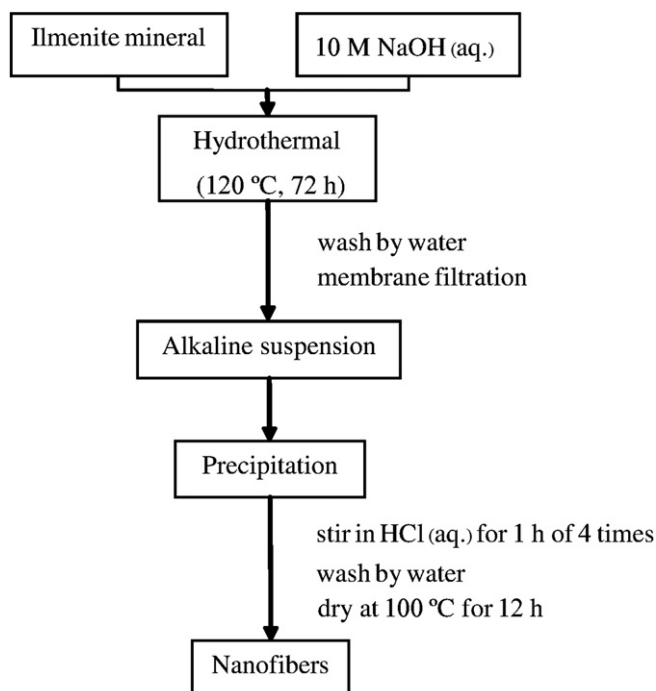 Ilmenite mineral
10 M NaOH (aq.)
Hydrothermal
(120 ºC, 72 h)
wash by water
membrane filtration
Alkaline suspension
Precipitation
stir in HCl (aq.) for 1 h of 4 times
wash by water
dry at 100 ºC for 12 h
Nanofibers